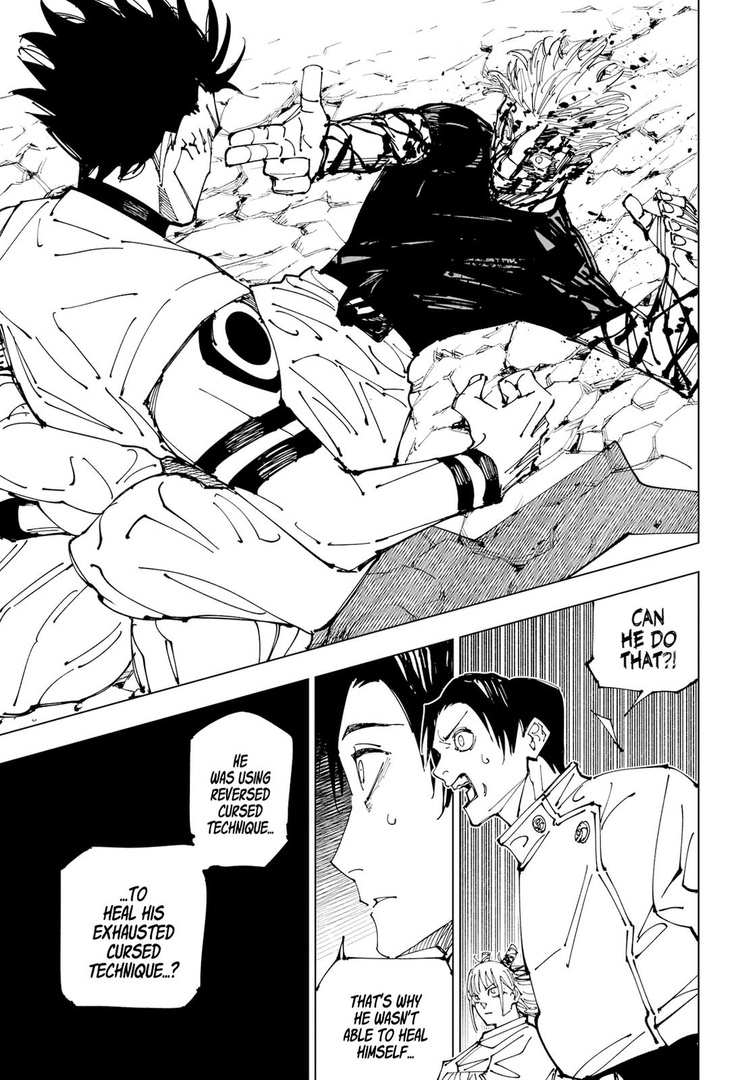 CAN
HE DO
THAT?!
THAT'S WHY
HE WASN'T
ABLE TO HEAL
HIMSELF...
HE
WAS USING
REVERSED
CURSED
TECHNIQUE...
...TO
HEAL HIS
EXHAUSTED
CURSED
TECHNIQUE...?